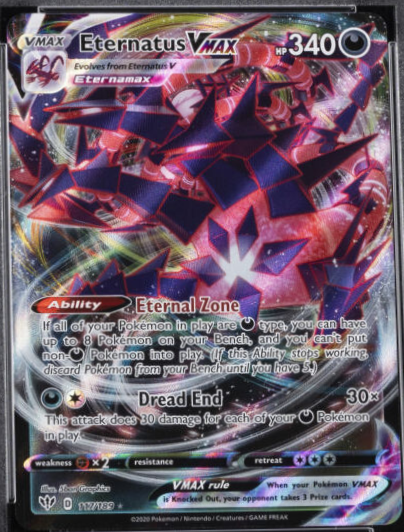 VMAX Eternatus VMAX HP 340
Evolves from Eternatus V
Eternamax
Ability Eternal Zone
If all of your Pokémon in play are type, you can have
up to 8 Pokémon on your Bench, and you can't put
non- Pokémon into play. (If this Ability stops working,
discard Pokémon from your Bench until you have 5.)
Dread End 30×
This attack does 30 damage for each of your Pokémon
in play.
weakness ×2 resistance retreat
Illus. 5ban Graphics
VMAX rule When your Pokémon VMAX
is Knocked Out, your opponent takes 3 Prize cards.
D 117/189
©2020 Pokémon / Nintendo / Creatures / GAME FREAK